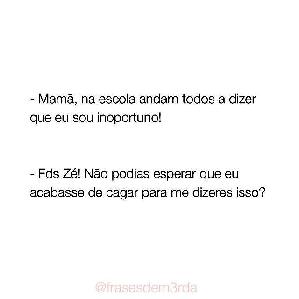 - Mamã, na escola andam todos a dizer
que eu sou inoportuno!
- Fds Zé! Não podias esperar que eu
acabasse de cagar para me dizeres isso?
@frasesdem3rda